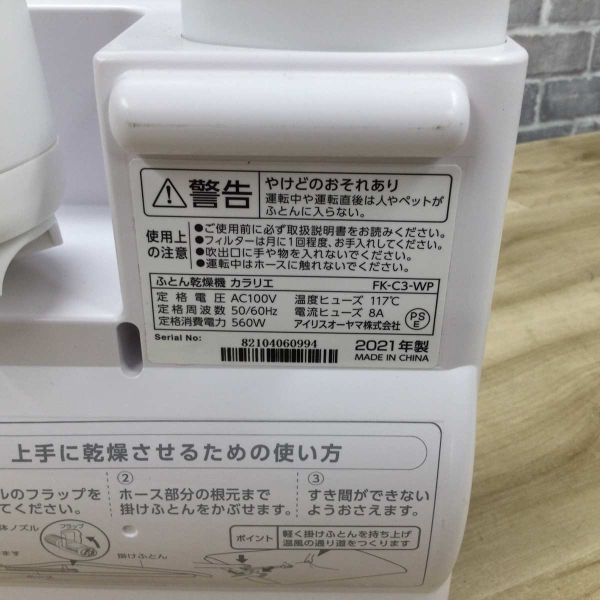 警告
やけどのおそれあり
運転中や運転直後は人やペットが
ふとんに入らない。
使用上
の注意
●ご使用前に必ず取扱説明書をお読みください。
●フィルターは月に1回程度、お手入れしてください。
●吹出口に手や物を入れないでください。
●運転中はホースに触れないでください。
ふとん乾燥機 カラリエ FK-C3-WP
定格電圧 AC100V 温度ヒューズ 117℃
定格周波数 50/60Hz 電流ヒューズ 8A
定格消費電力 560W アイリスオーヤマ株式会社
PSE
Serial No: 82104060994 2021年製
MADE IN CHINA
上手に乾燥させるための使い方
ルのフラップを
てください。
②
ホース部分の根元まで
掛けふとんをかぶせます。
③
すき間ができない
ようおさえます。
体ノズル
フラップ
ます
掛けふとん
ポイント
軽く掛けふとんを持ち上げ
温風の通り道をつくります